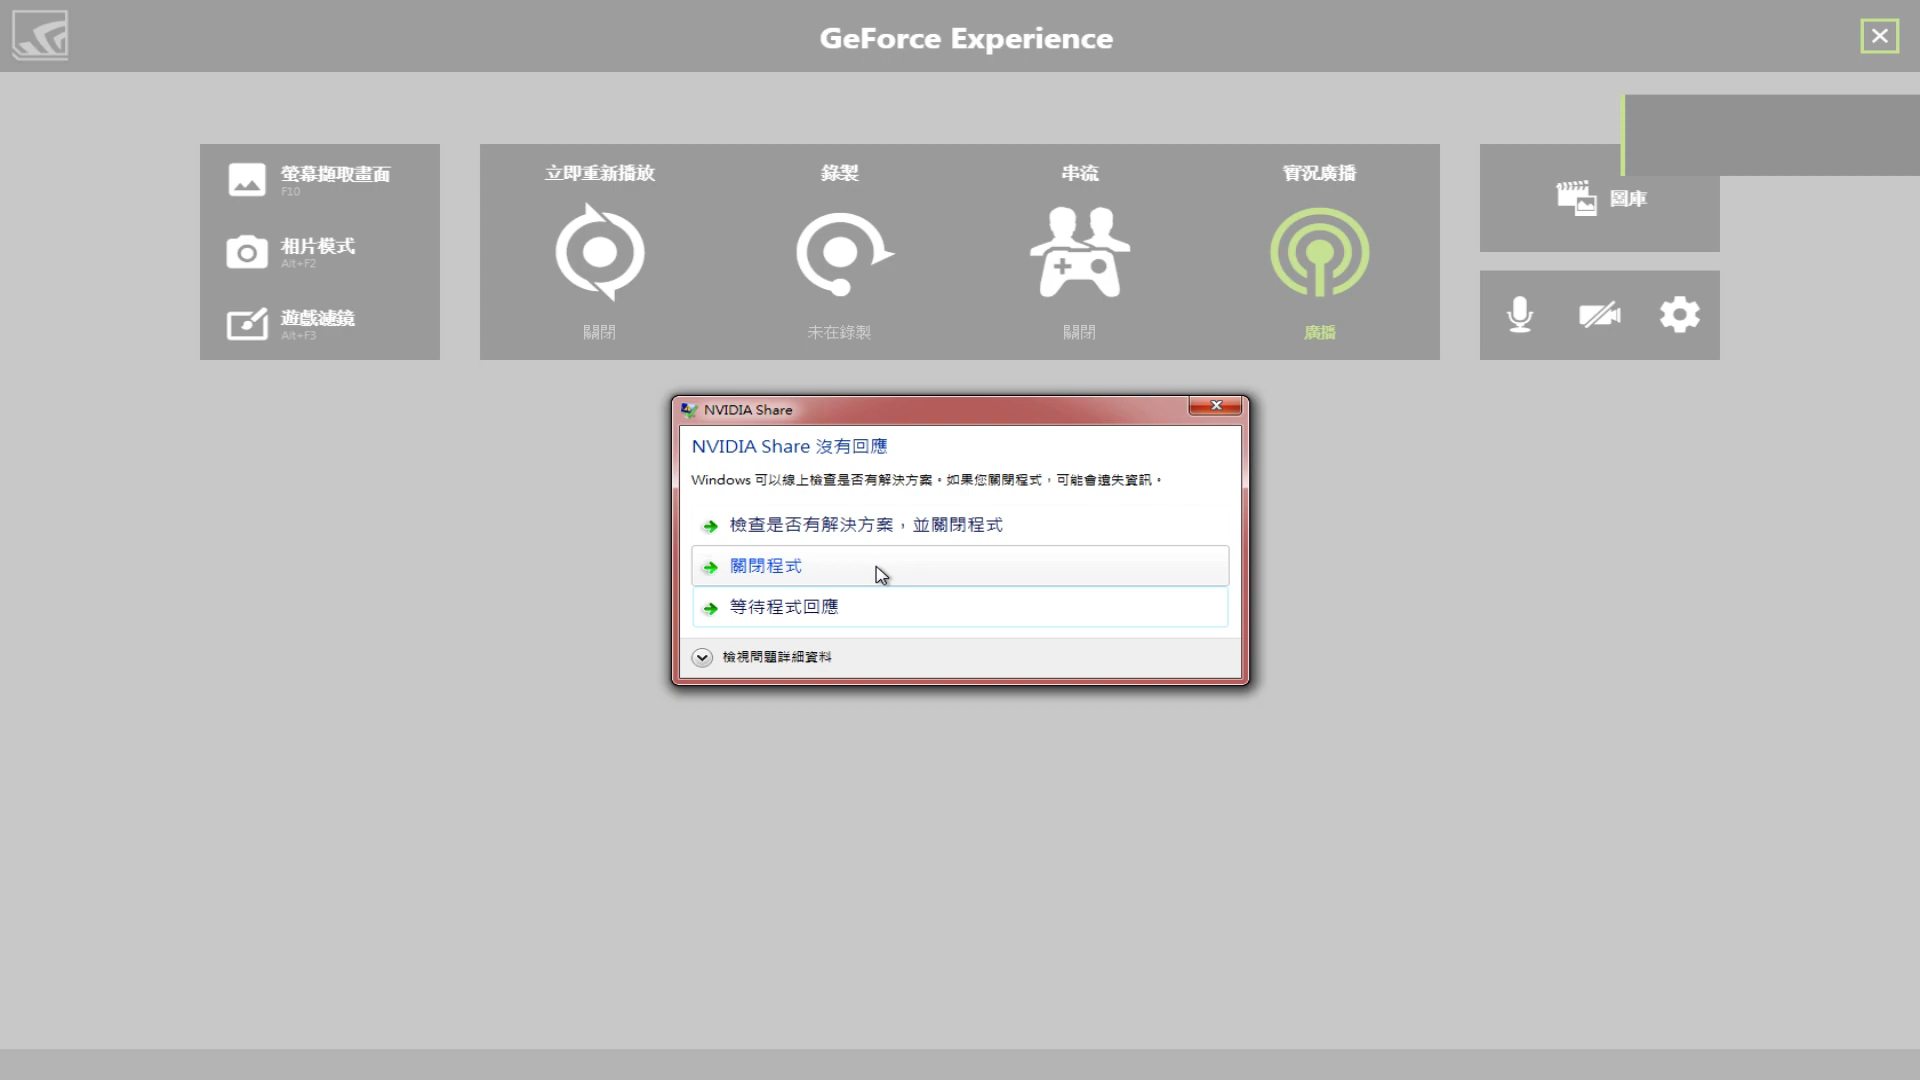 GeForce Experience
螢幕擷取畫面
F10
相片模式
Alt+F2
遊戲濾鏡
Alt+F3
立即重新播放
關閉
錄製
未在錄製
串流
關閉
實況廣播
廣播
圖庫
NVIDIA Share
NVIDIA Share 沒有回應
Windows 可以線上檢查是否有解決方案。如果您關閉程式，可能會遺失資訊。
檢查是否有解決方案，並關閉程式
關閉程式
等待程式回應
檢視問題詳細資料